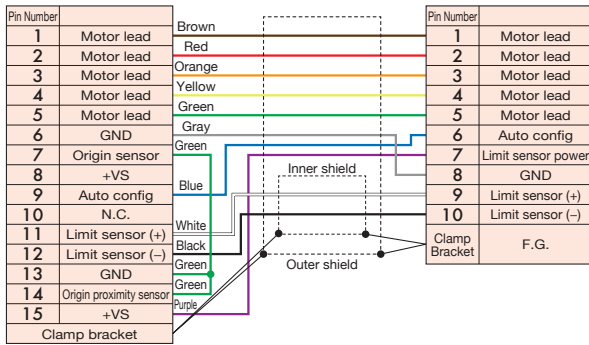 Pin Number
1 Motor lead
2 Motor lead
3 Motor lead
4 Motor lead
5 Motor lead
6 GND
7 Origin sensor
8 +VS
9 Auto config
10 N.C.
11 Limit sensor (+)
12 Limit sensor (−)
13 GND
14 Origin proximity sensor
15 +VS
Clamp bracket
Brown
Red
Orange
Yellow
Green
Gray
Green
Blue
White
Black
Green
Green
Purple
Inner shield
Outer shield
Pin Number
1 Motor lead
2 Motor lead
3 Motor lead
4 Motor lead
5 Motor lead
6 Auto config
7 Limit sensor power
8 GND
9 Limit sensor (+)
10 Limit sensor (−)
Clamp
Bracket
F.G.